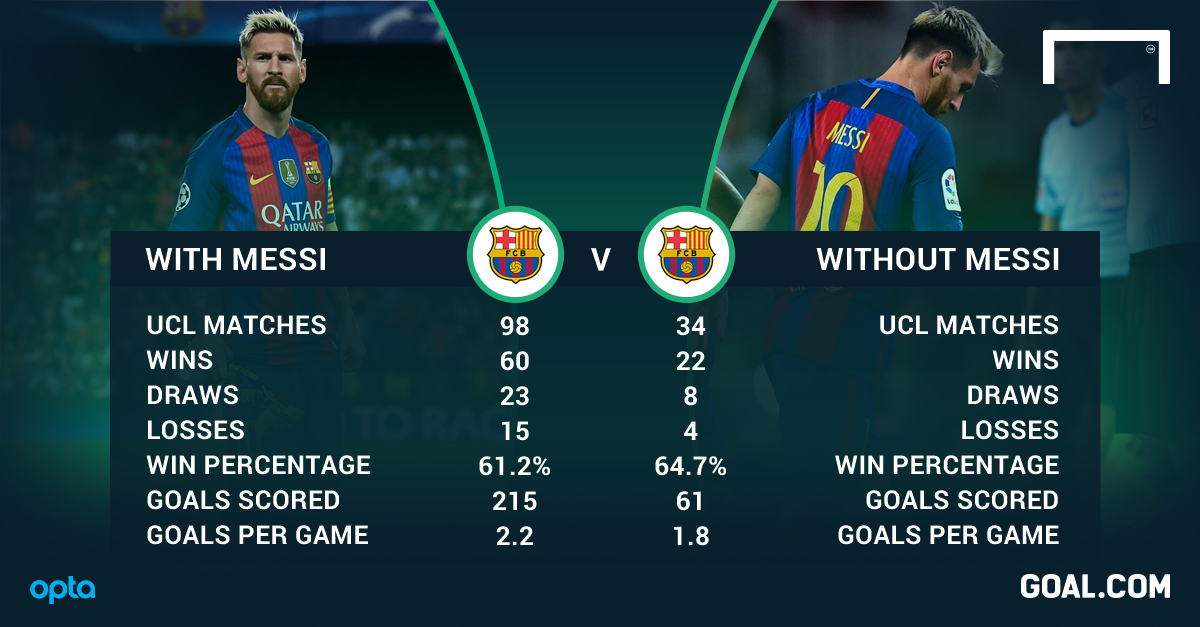 QATAR
AIRWAYS
MESSI
10
WITH MESSI
FCB
V
FCB
WITHOUT MESSI
UCL MATCHES 98 34 UCL MATCHES
WINS 60 22 WINS
DRAWS 23 8 DRAWS
LOSSES 15 4 LOSSES
WIN PERCENTAGE 61.2% 64.7% WIN PERCENTAGE
GOALS SCORED 215 61 GOALS SCORED
GOALS PER GAME 2.2 1.8 GOALS PER GAME
opta
GOAL.COM